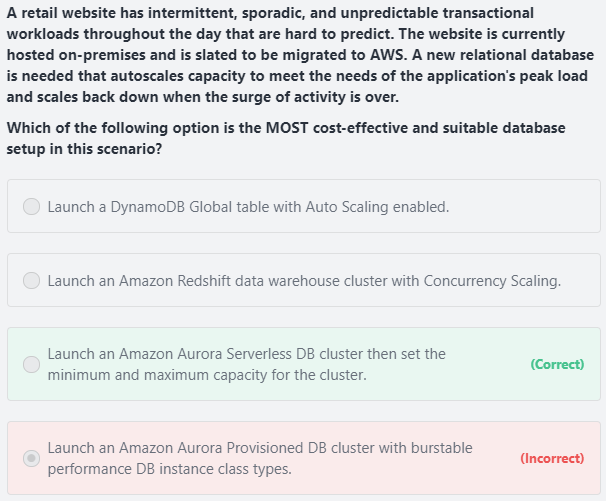 A retail website has intermittent, sporadic, and unpredictable transactional
workloads throughout the day that are hard to predict. The website is currently
hosted on-premises and is slated to be migrated to AWS. A new relational database
is needed that autoscales capacity to meet the needs of the application's peak load
and scales back down when the surge of activity is over.
Which of the following option is the MOST cost-effective and suitable database
setup in this scenario?
Launch a DynamoDB Global table with Auto Scaling enabled.
Launch an Amazon Redshift data warehouse cluster with Concurrency Scaling.
Launch an Amazon Aurora Serverless DB cluster then set the
minimum and maximum capacity for the cluster.
(Correct)
Launch an Amazon Aurora Provisioned DB cluster with burstable
performance DB instance class types.
(Incorrect)